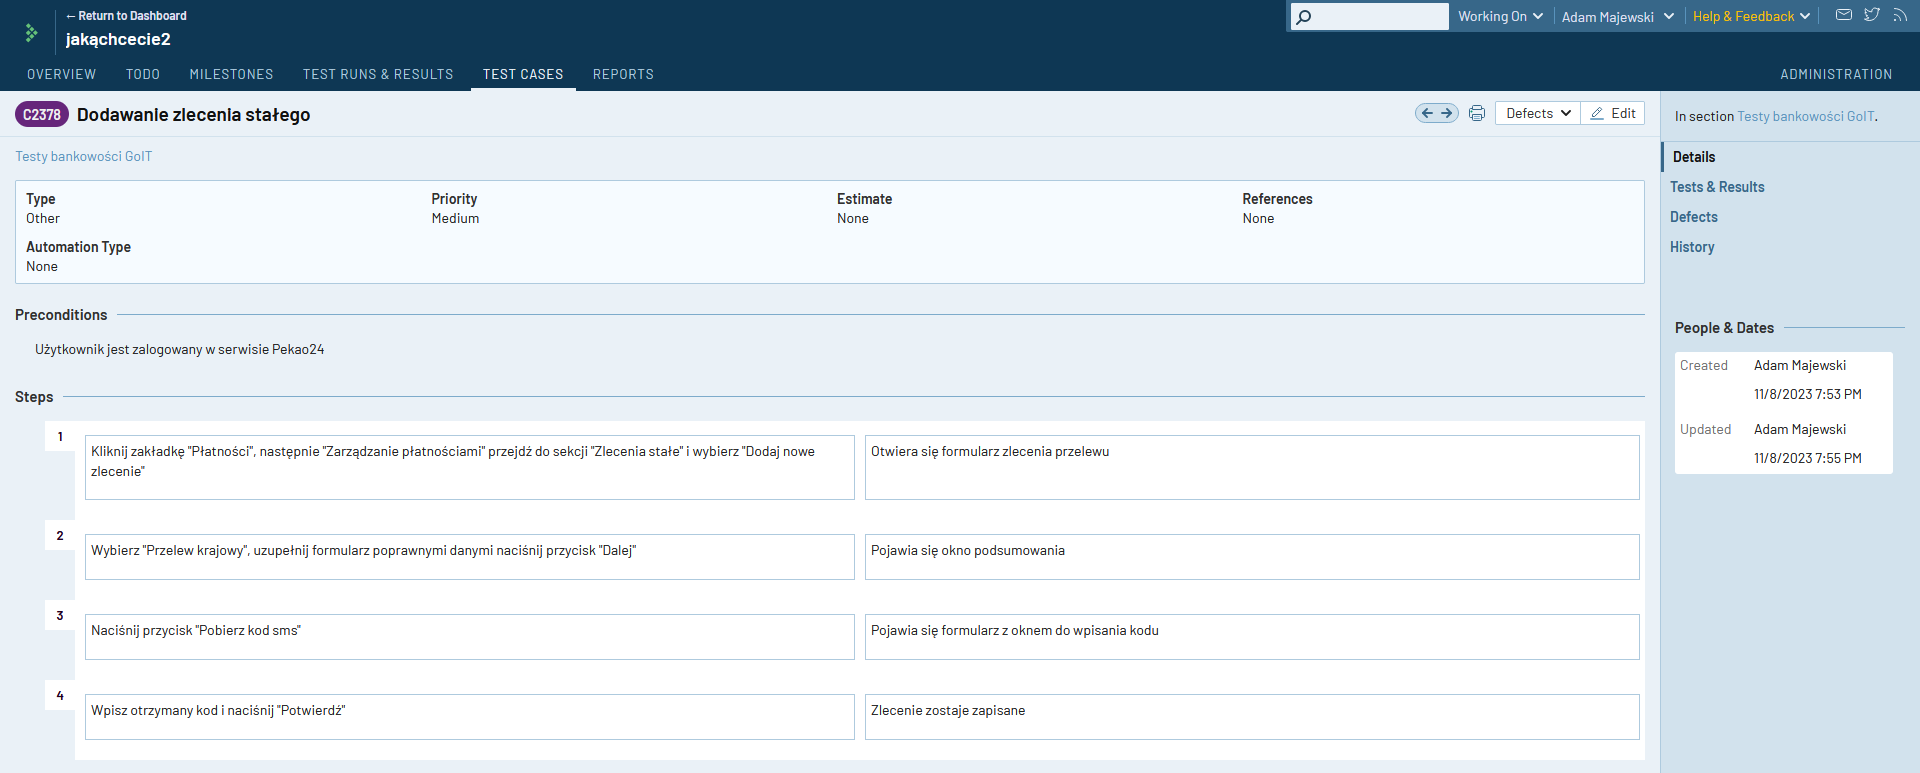 ← Return to Dashboard
jakąchcecie2
Working On
Adam Majewski
Help & Feedback
OVERVIEW
TODO
MILESTONES
TEST RUNS & RESULTS
TEST CASES
REPORTS
ADMINISTRATION
C2378
Dodawanie zlecenia stałego
Defects
Edit
Testy bankowości GoIT
Type
Other
Priority
Medium
Estimate
None
References
None
Automation Type
None
Preconditions
Użytkownik jest zalogowany w serwisie Pekao24
Steps
1
Kliknij zakładkę "Płatności", następnie "Zarządzanie płatnościami" przejdź do sekcji "Zlecenia stałe" i wybierz "Dodaj nowe
zlecenie"
Otwiera się formularz zlecenia przelewu
2
Wybierz "Przelew krajowy", uzupełnij formularz poprawnymi danymi naciśnij przycisk "Dalej"
Pojawia się okno podsumowania
3
Naciśnij przycisk "Pobierz kod sms"
Pojawia się formularz z oknem do wpisania kodu
4
Wpisz otrzymany kod i naciśnij "Potwierdź"
Zlecenie zostaje zapisane
In section Testy bankowości GoIT.
Details
Tests & Results
Defects
History
People & Dates
Created
Adam Majewski
11/8/2023 7:53 PM
Updated
Adam Majewski
11/8/2023 7:55 PM